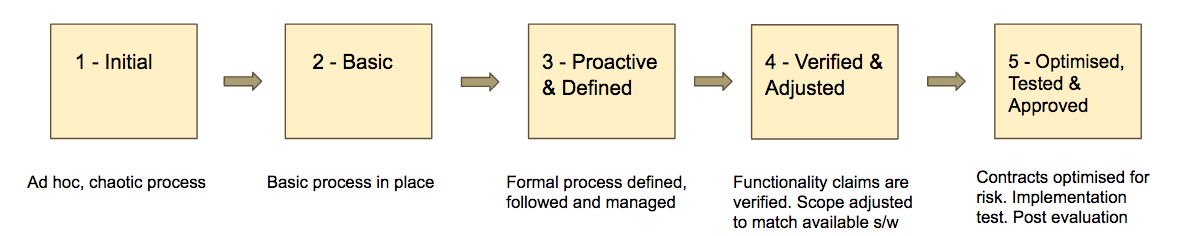 1 - Initial
2 - Basic
3 - Proactive
& Defined
4 - Verified &
Adjusted
5 - Optimised,
Tested &
Approved
Ad hoc, chaotic process
Basic process in place
Formal process defined,
followed and managed
Functionality claims are
verified. Scope adjusted
to match available s/w
Contracts optimised for
risk. Implementation
test. Post evaluation